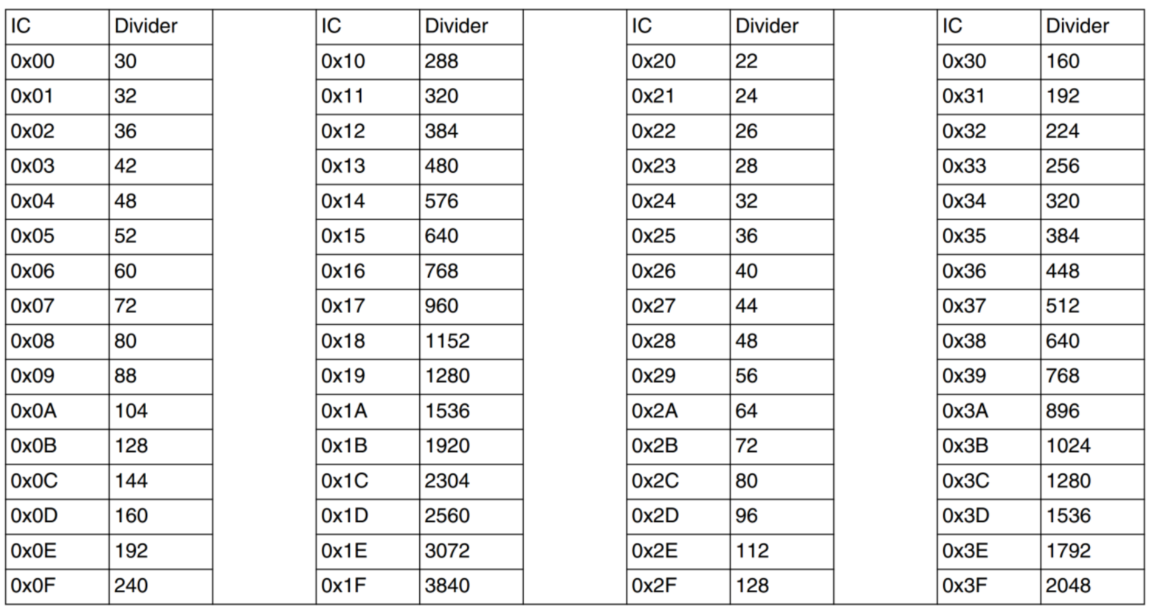 IC Divider IC Divider IC Divider IC Divider
0x00 30 0x10 288 0x20 22 0x30 160
0x01 32 0x11 320 0x21 24 0x31 192
0x02 36 0x12 384 0x22 26 0x32 224
0x03 42 0x13 480 0x23 28 0x33 256
0x04 48 0x14 576 0x24 32 0x34 320
0x05 52 0x15 640 0x25 36 0x35 384
0x06 60 0x16 768 0x26 40 0x36 448
0x07 72 0x17 960 0x27 44 0x37 512
0x08 80 0x18 1152 0x28 48 0x38 640
0x09 88 0x19 1280 0x29 56 0x39 768
0x0A 104 0x1A 1536 0x2A 64 0x3A 896
0x0B 128 0x1B 1920 0x2B 72 0x3B 1024
0x0C 144 0x1C 2304 0x2C 80 0x3C 1280
0x0D 160 0x1D 2560 0x2D 96 0x3D 1536
0x0E 192 0x1E 3072 0x2E 112 0x3E 1792
0x0F 240 0x1F 3840 0x2F 128 0x3F 2048